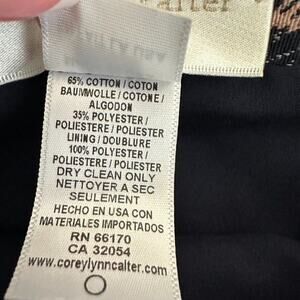 calter
65% COTTON / COTON
BAUMWOLLE / COTONE /
ALGODON
35% POLYESTER /
POLIESTERE / POLIESTER
LINING / DOUBLURE
100% POLYESTER /
POLIESTERE / POLIESTER
DRY CLEAN ONLY
NETTOYER A SEC
SEULEMENT
HECHO EN USA CON
MATERIALES IMPORTADOS
RN 66170
CA 32054
www.coreylynncalter.com